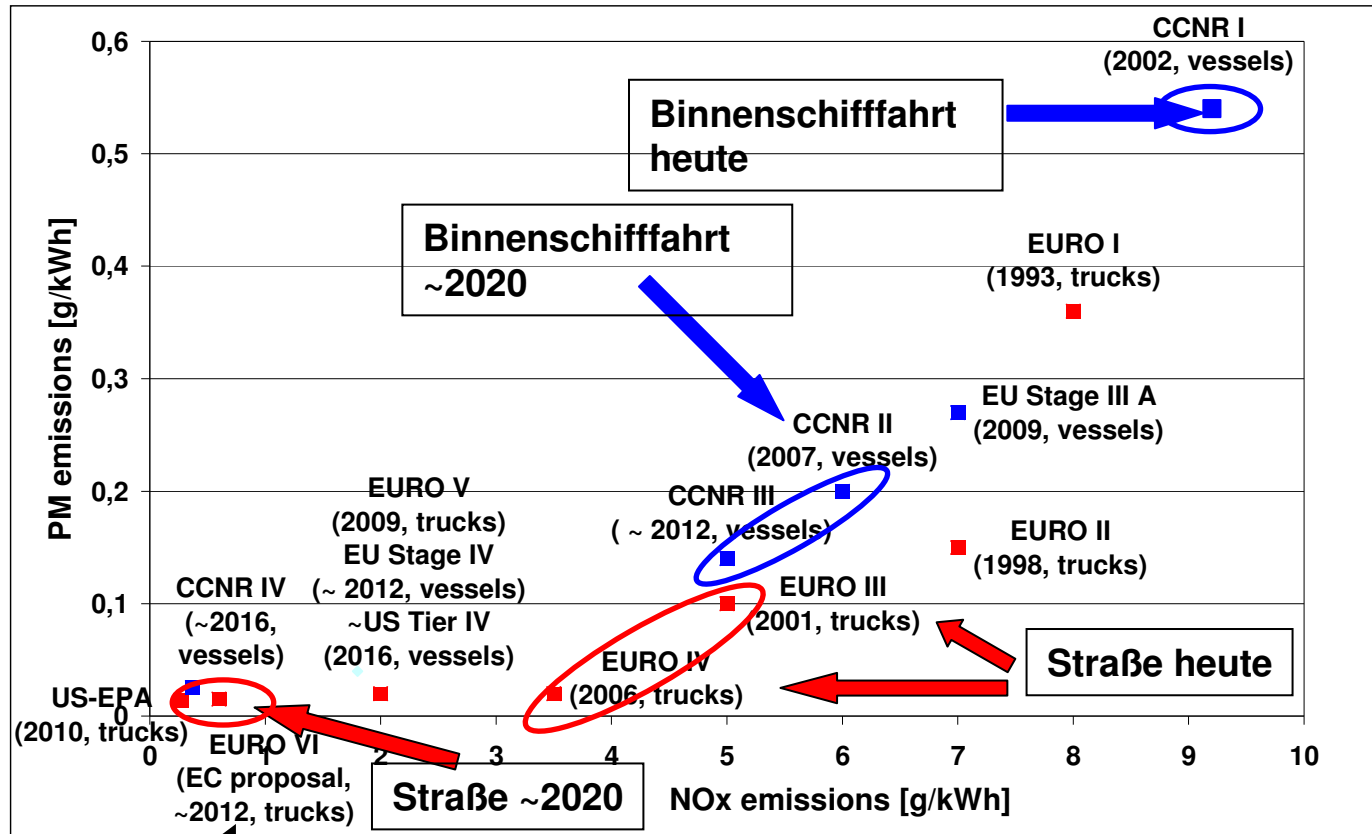 CCNR I
(2002, vessels)
Binnenschifffahrt
heute
Binnenschifffahrt
~2020
EURO I
(1993, trucks)
EU Stage III A
(2009, vessels)
CCNR II
(2007, vessels)
CCNR III
( ~ 2012, vessels)
EURO II
(1998, trucks)
EURO V
(2009, trucks)
EU Stage IV
(~ 2012, vessels)
~US Tier IV
(2016, vessels)
CCNR IV
(~2016,
vessels)
EURO III
(2001, trucks)
EURO IV
(2006, trucks)
Straße heute
US-EPA
(2010, trucks)
EURO VI
(EC proposal,
~2012, trucks)
Straße ~2020
PM emissions [g/kWh]
0,6
0,5
0,4
0,3
0,2
0,1
0
0 1 2 3 4 5 6 7 8 9 10
NOx emissions [g/kWh]